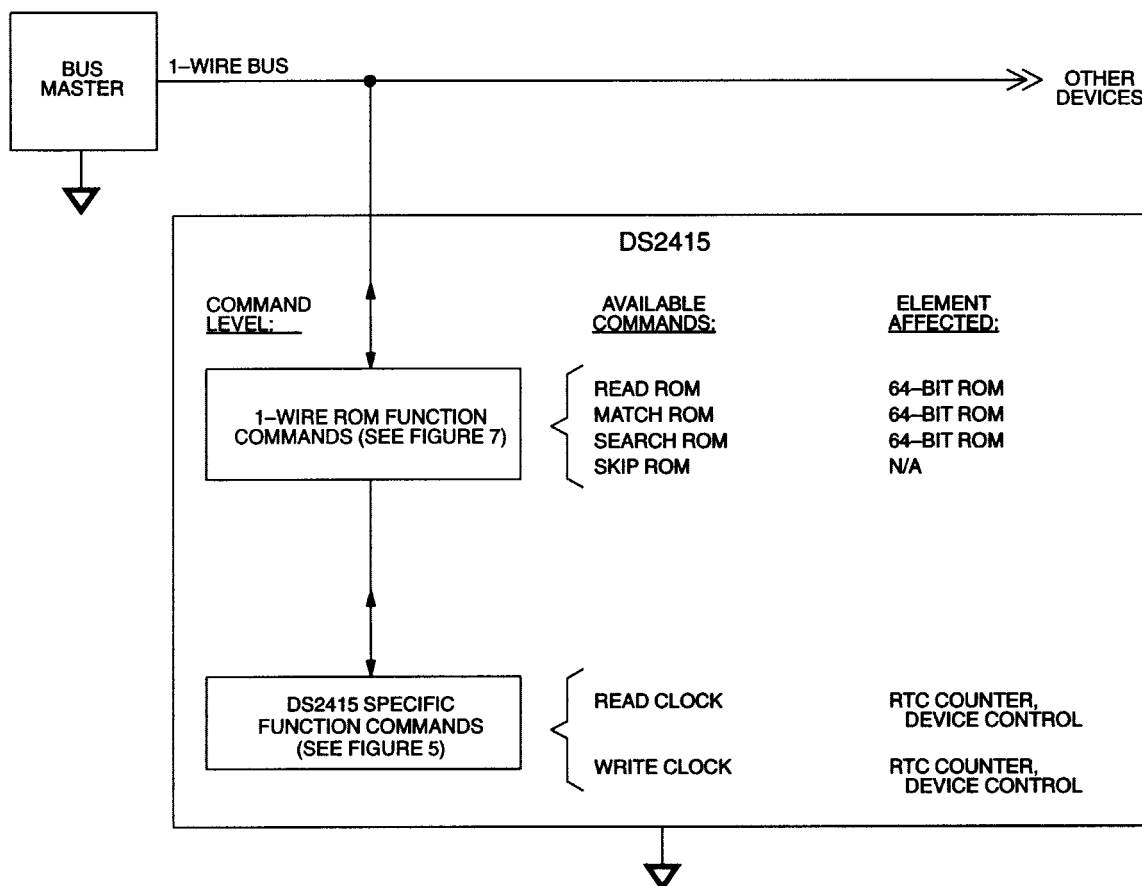 BUS
MASTER
1–WIRE BUS
OTHER
DEVICES
DS2415
COMMAND
LEVEL:
AVAILABLE
COMMANDS:
ELEMENT
AFFECTED:
1–WIRE ROM FUNCTION
COMMANDS (SEE FIGURE 7)
READ ROM 64–BIT ROM
MATCH ROM 64–BIT ROM
SEARCH ROM 64–BIT ROM
SKIP ROM N/A
DS2415 SPECIFIC
FUNCTION COMMANDS
(SEE FIGURE 5)
READ CLOCK RTC COUNTER,
DEVICE CONTROL
WRITE CLOCK RTC COUNTER,
DEVICE CONTROL